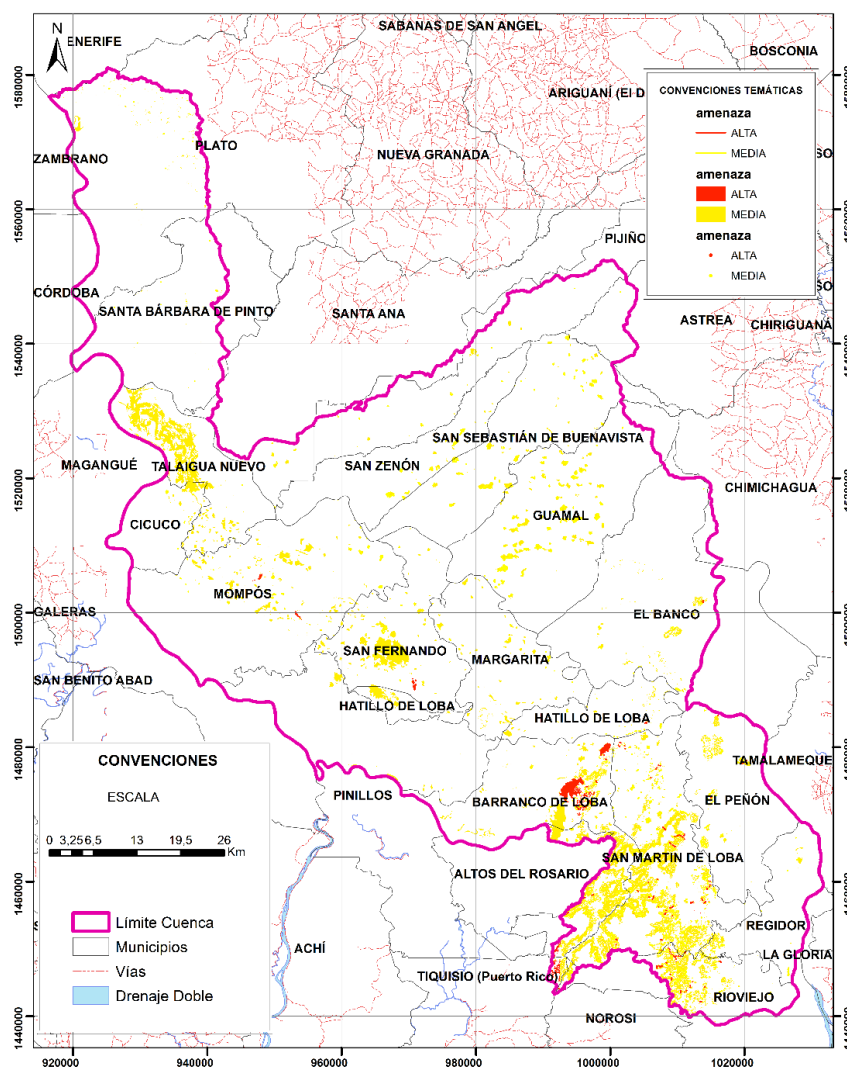 SABANAS DE SAN ANGEL
N
ENERIFE
BOSCONIA
1580000
CONVENCIONES TEMÁTICAS
ARIGUANÍ (El D
amenaza
ALTA
MEDIA
amenaza
ALTA
MEDIA
amenaza
ALTA
MEDIA
PLATO
ZAMBRANO
NUEVA GRANADA
SO
1560000
PIJIÑO
CÓRDOBA
SO
SANTA BÁRBARA DE PINTO
SANTA ANA
ASTREA
CHIRIGUANÁ
1540000
SAN SEBASTIÁN DE BUENAVISTA
MAGANGUÉ
TALAIGUA NUEVO
SAN ZENÓN
CHIMICHAGUA
1520000
CICUCO
GUAMAL
MOMPÓS
GALERAS
EL BANCO
1500000
SAN FERNANDO
MARGARITA
SAN BENITO ABAD
HATILLO DE LOBA
HATILLO DE LOBA
1480000
TAMALAMEQUE
CONVENCIONES
ESCALA
0 3,25 6,5 13 19,5 26
Km
PINILLOS
BARRANCO DE LOBA
EL PEÑÓN
SAN MARTIN DE LOBA
ALTOS DEL ROSARIO
1460000
Límite Cuenca
Municipios
Vías
Drenaje Doble
REGIDOR
ACHÍ
LA GLORIA
TIQUISIO (Puerto Rico)
RIOVIEJO
NOROSI
1440000
920000 940000 960000 980000 1000000 1020000